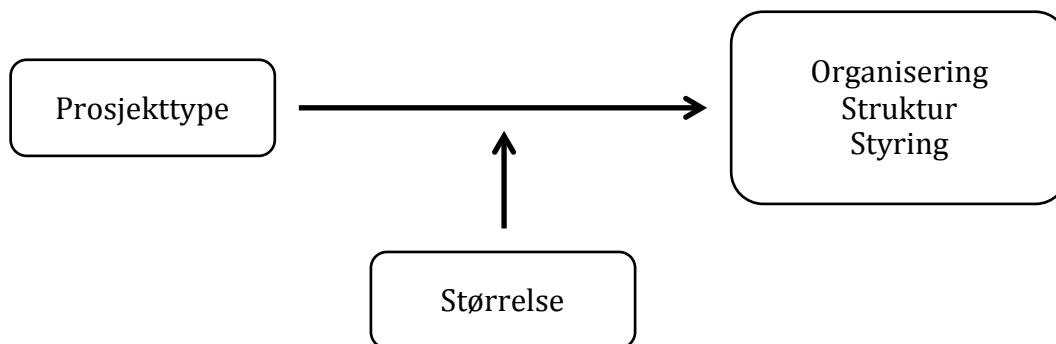 Prosjekttype
Organisering
Struktur
Styring
Størrelse